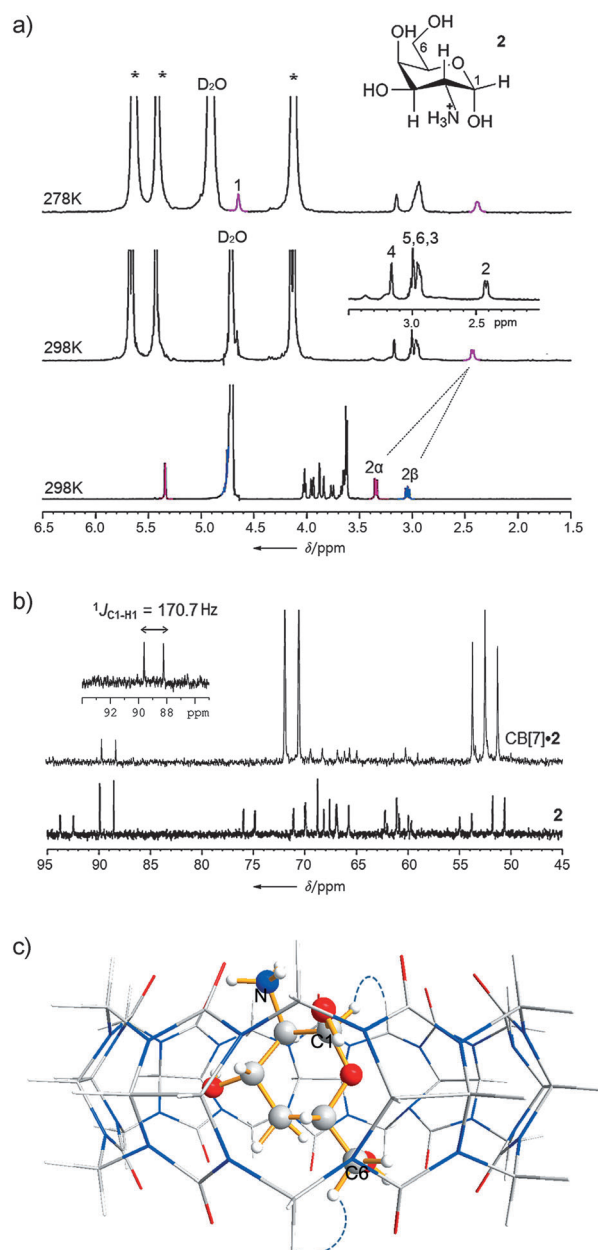 a)
OH 2
OH 6 H
O
1 H
HO
H H3N+ OH
* * D2O *
1
278K
D2O 5,6,3
4 2
3.0 2.5
ppm
298K
2α 2β
298K
6.5 6.0 5.5 5.0 4.5 4.0 3.5 3.0 2.5 2.0 1.5
δ/ppm
b)
1JC1-H1 = 170.7 Hz
92 88 ppm
CB[7]•2
2
95 90 85 80 75 70 65 60 55 50 45
δ/ppm
c)
N
C1
C6